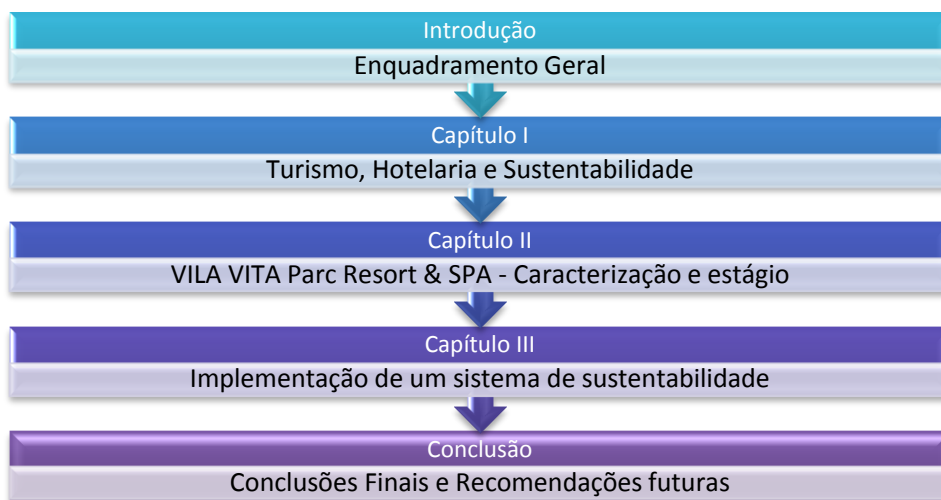 Introdução
Enquadramento Geral
Capítulo I
Turismo, Hotelaria e Sustentabilidade
Capítulo II
VILA VITA Parc Resort & SPA - Caracterização e estágio
Capítulo III
Implementação de um sistema de sustentabilidade
Conclusão
Conclusões Finais e Recomendações futuras